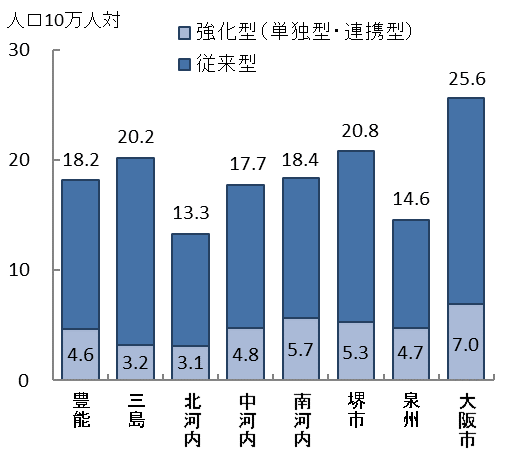 人口10万人対
強化型(単独型・連携型)
従来型
30
20
10
0
18.2
20.2
13.3
17.7
18.4
20.8
14.6
25.6
4.6
3.2
3.1
4.8
5.7
5.3
4.7
7.0
豊能
三島
北河内
中河内
南河内
堺市
泉州
大阪市